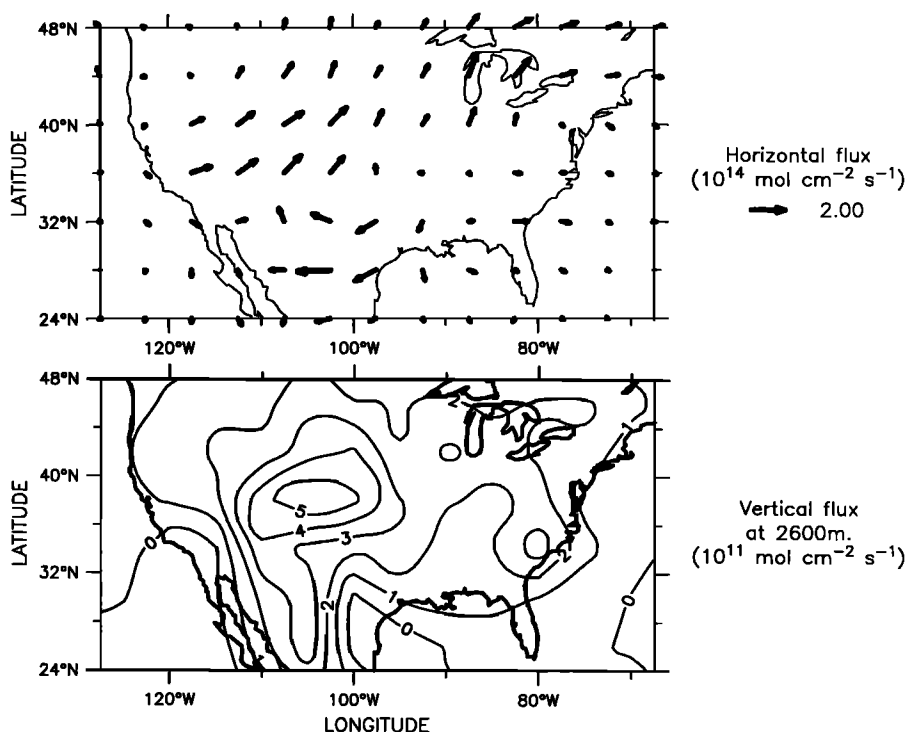 48°N
40°N
32°N
24°N
LATITUDE
120°W
100°W
80°W
Horizontal flux
(10¹⁴ mol cm⁻² s⁻¹)
2.00
48°N
40°N
32°N
24°N
LATITUDE
2
1
5
4
3
0
2
2
1
0
0
120°W
100°W
80°W
LONGITUDE
Vertical flux
at 2600m.
(10¹¹ mol cm⁻² s⁻¹)